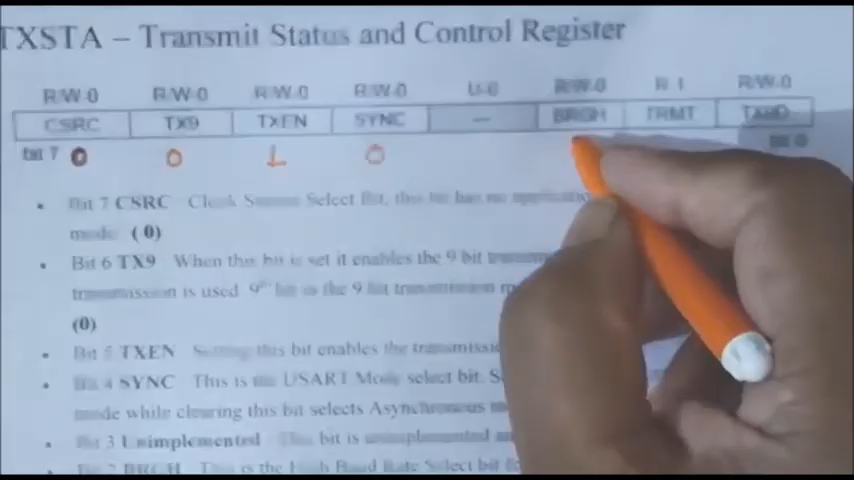 TXSTA – Transmit Status and Control Register
R/W-0 R/W-0 R/W-0 R/W-0 U-0 R/W-0 R-1 R/W-0
CSRC TX9 TXEN SYNC — BRGH TRMT TX9D
bit 7 0 0 1 0 bit 0
• Bit 7 CSRC Clock Source Select Bit, this bit has no application
mode (0)
• Bit 6 TX9 When this bit is set it enables the 9 bit
transmission is used 9th bit in the 9 bit transmission
(0)
• Bit 5 TXEN Setting this bit enables the
• Bit 4 SYNC This is the USART Mode select bit.
mode while clearing this bit selects Asynchronous
• Bit 3 Unimplemented This bit is unimplemented
• Bit 2 BRGH This is the High Baud Rate Select bit